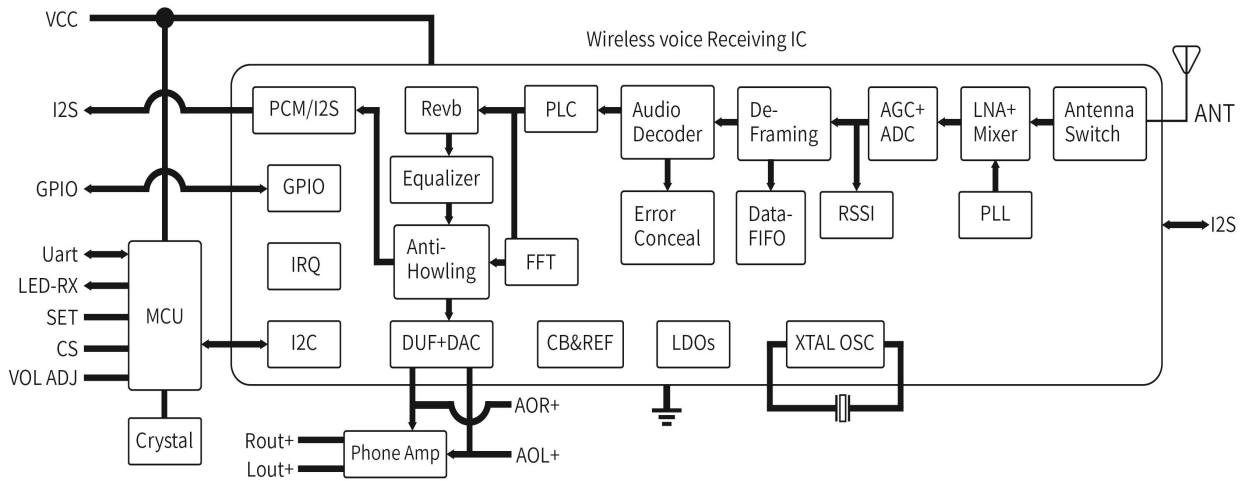 VCC
Wireless voice Receiving IC
I2S
PCM/I2S
Revb
PLC
Audio
Decoder
De-
Framing
AGC+
ADC
LNA+
Mixer
Antenna
Switch
ANT
GPIO
GPIO
Equalizer
Error
Conceal
Data-
FIFO
RSSI
PLL
I2S
Uart
LED-RX
SET
CS
VOL ADJ
MCU
IRQ
Anti-
Howling
FFT
I2C
DUF+DAC
CB&REF
LDOs
XTAL OSC
Crystal
AOR+
Rout+
Lout+
Phone Amp
AOL+